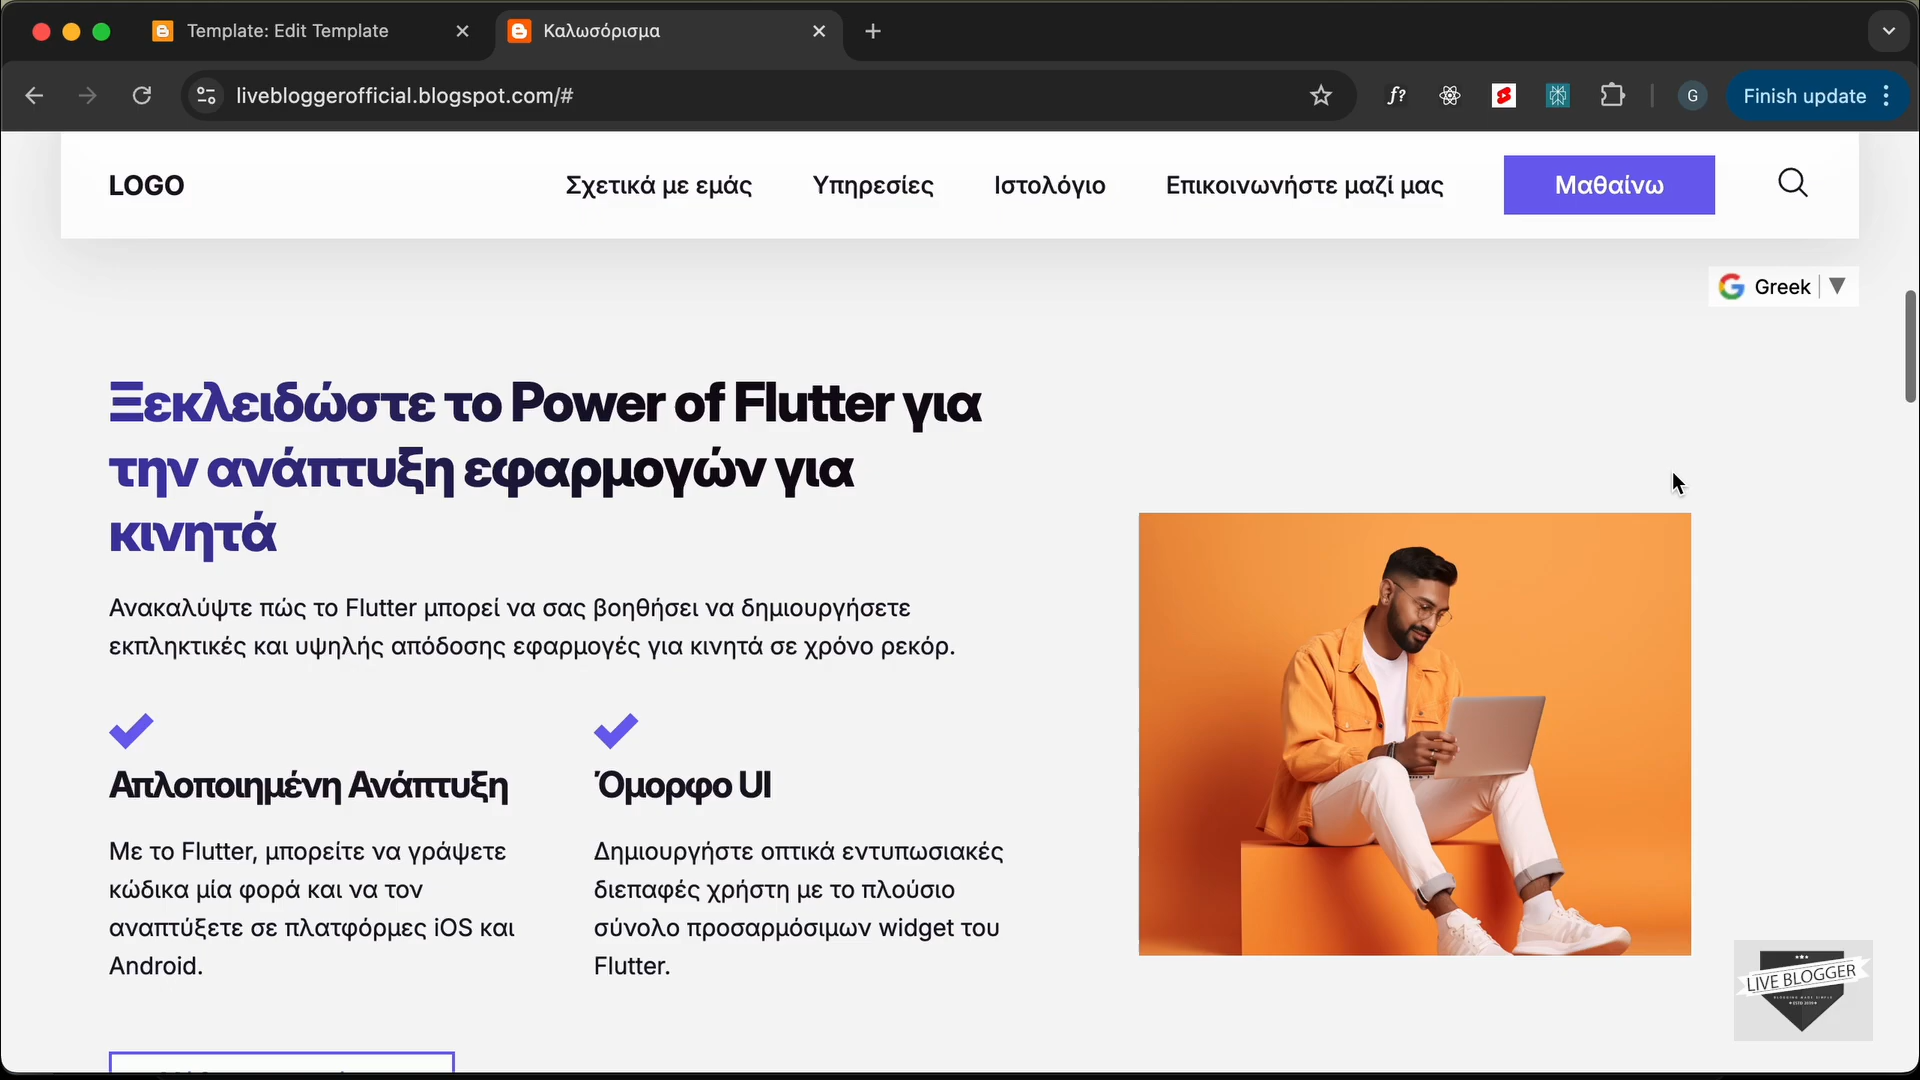 Template: Edit Template
Καλωσόρισμα
livebloggerofficial.blogspot.com/#
f?
G
Finish update
LOGO
Σχετικά με εμάς
Υπηρεσίες
Ιστολόγιο
Επικοινωνήστε μαζί μας
Μαθαίνω
Greek
Ξεκλειδώστε το Power of Flutter για
την ανάπτυξη εφαρμογών για
κινητά
Ανακαλύψτε πώς το Flutter μπορεί να σας βοηθήσει να δημιουργήσετε
εκπληκτικές και υψηλής απόδοσης εφαρμογές για κινητά σε χρόνο ρεκόρ.
Απλοποιημένη Ανάπτυξη
Με το Flutter, μπορείτε να γράψετε
κώδικα μία φορά και να τον
αναπτύξετε σε πλατφόρμες iOS και
Android.
Όμορφο UI
Δημιουργήστε οπτικά εντυπωσιακές
διεπαφές χρήστη με το πλούσιο
σύνολο προσαρμόσιμων widget του
Flutter.
LIVE BLOGGER